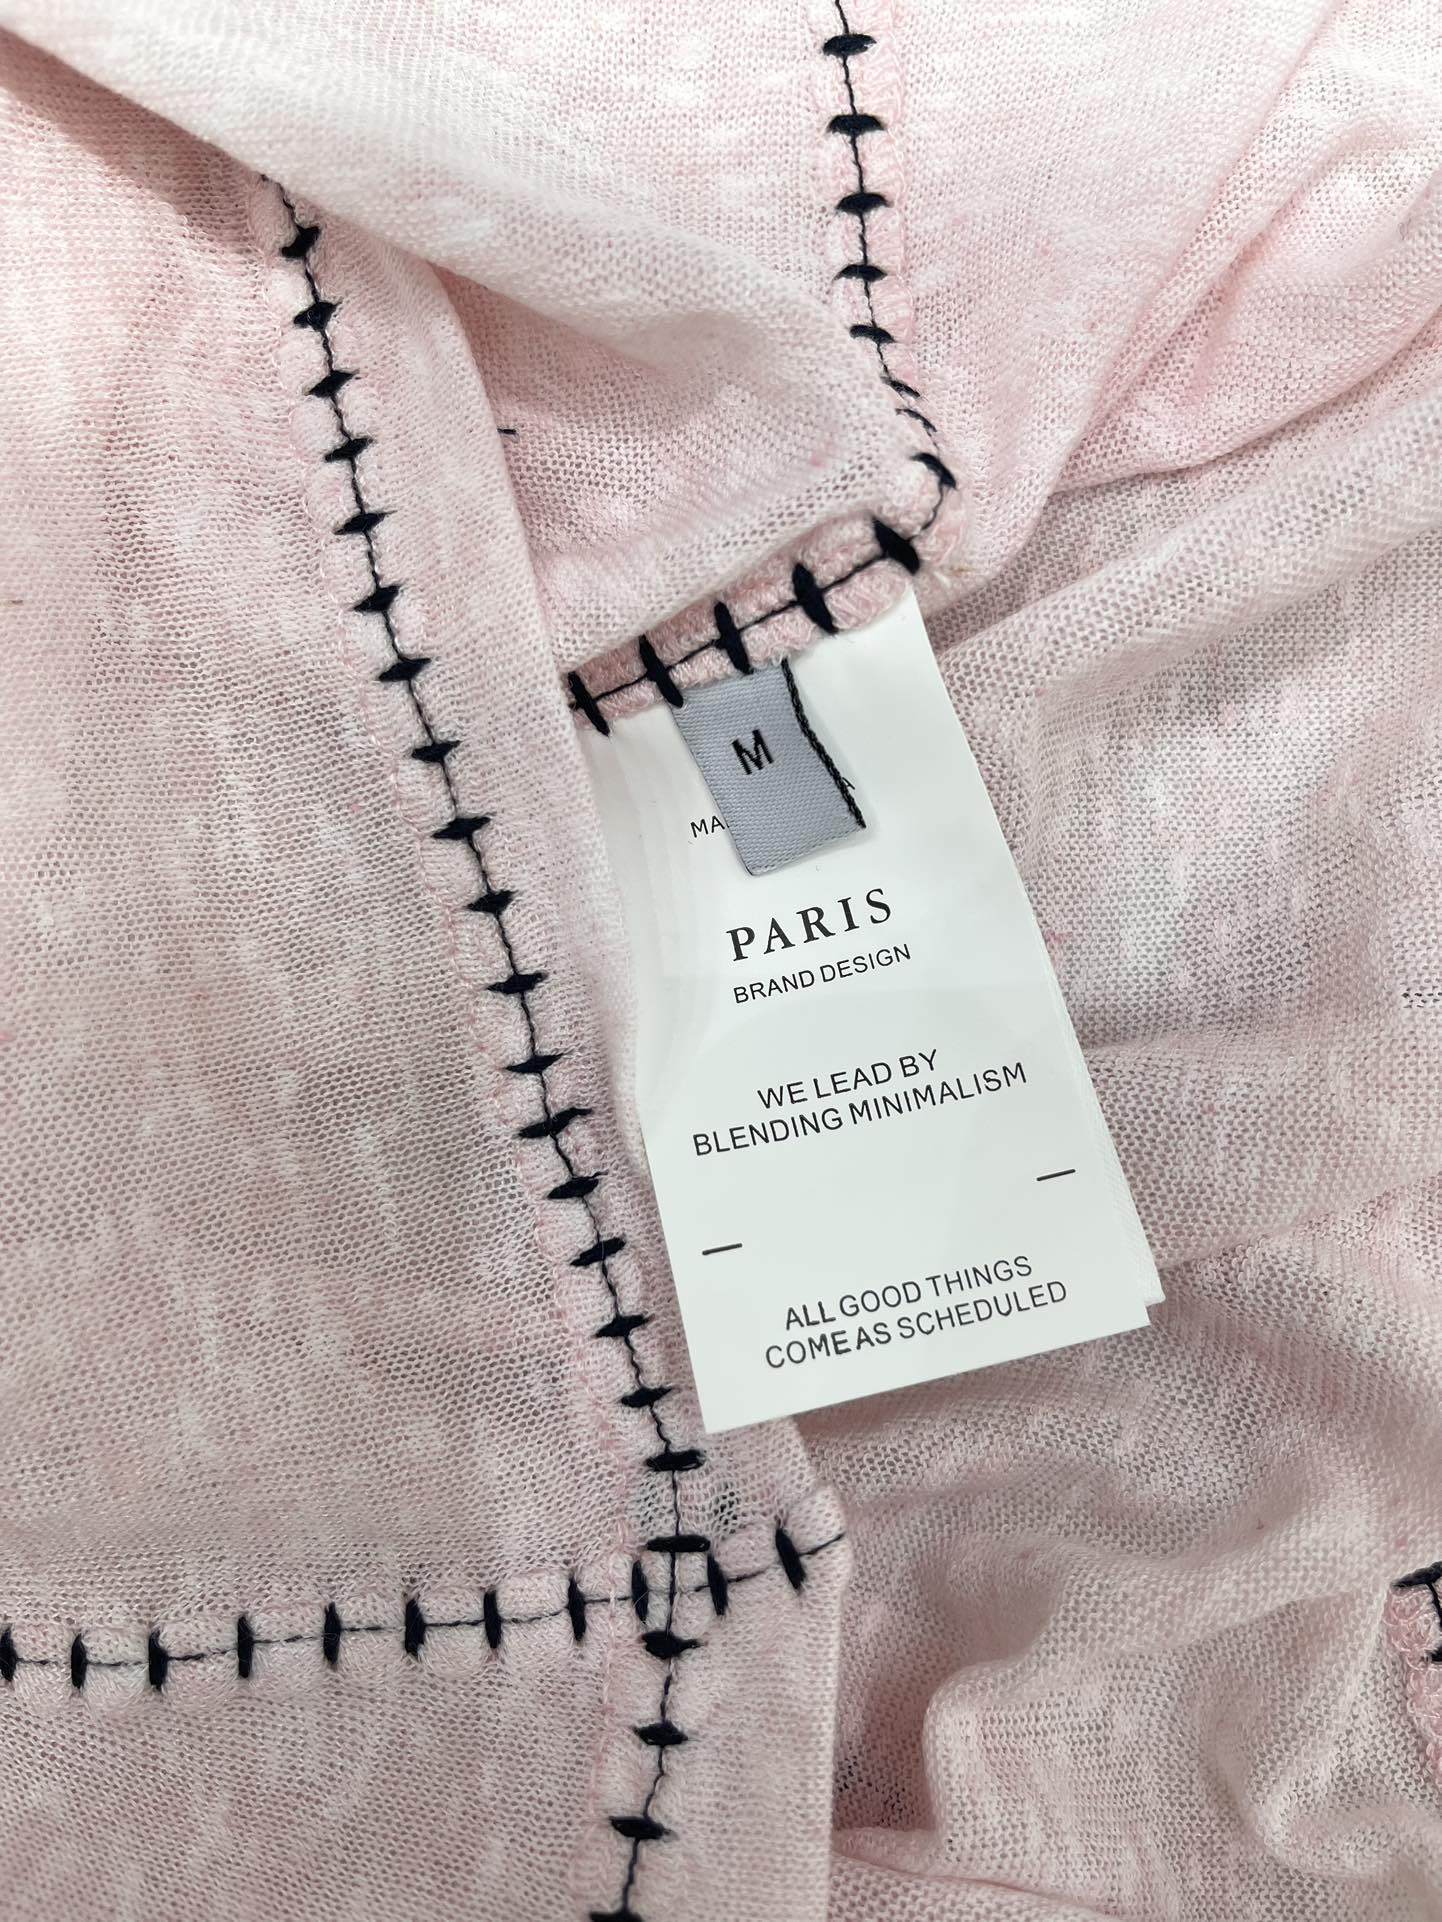 M
PARIS
BRAND DESIGN
WE LEAD BY
BLENDING MINIMALISM
ALL GOOD THINGS
COME AS SCHEDULED